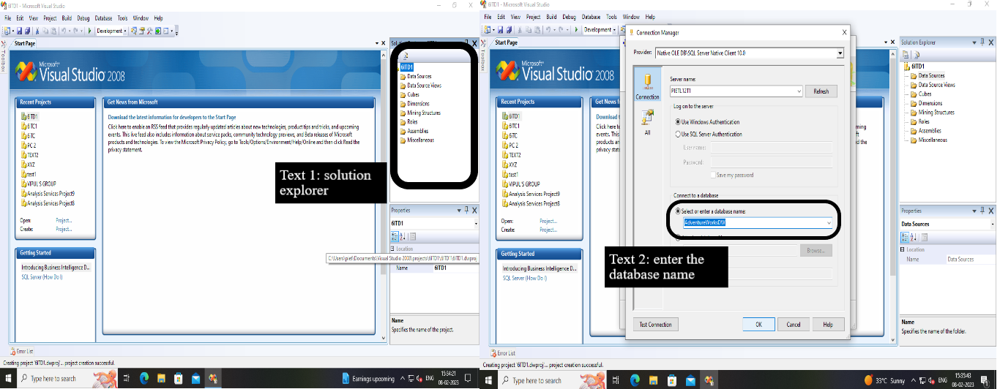 6ITD1 - Microsoft Visual Studio
File Edit View Project Build Debug Database Tools Window Help
Development
Toolbox
Start Page
Microsoft
Visual Studio 2008
Recent Projects
6ITD1
6ITC1
6ITC
PC 2
TEXT2
XYZ
test1
VIPUL'S GROUP
Analysis Services Project9
Analysis Services Project8
Open: Project...
Create: Project...
Getting Started
Introducing Business Intelligence D...
SQL Server (How Do I)
Get News from Microsoft
Download the latest information for developers to the Start Page
Click here to enable an RSS feed that provides regularly updated articles about new technologies, product tips and tricks, and upcoming
events. This live feed also includes information about service packs, community technology previews, and Beta releases of Microsoft
products and technologies. To view the Microsoft Privacy Policy, go to Tools/Options/Environment/Help/Online and then click Read the
privacy statement.
6ITD1
Data Sources
Data Source Views
Cubes
Dimensions
Mining Structures
Roles
Assemblies
Miscellaneous
Text 1: solution
explorer
Properties
6ITD1
Location
C:\Users\piet\Documents\Visual Studio 2008\projects\6ITD1\6ITD1\6ITD1.dwproj
Name 6ITD1
Name
Specifies the name of the project.
Error List
Creating project '6ITD1.dwproj'... project creation successful.
Type here to search
Earnings upcoming
ENG
15:34:21
08-02-2023
6ITD1 - Microsoft Visual Studio
File Edit View Project Build Debug Database Tools Window Help
Development
Toolbox
Start Page
Microsoft
Visual Studio 2008
Recent Projects
6ITD1
6ITC1
6ITC
PC 2
TEXT2
XYZ
test1
VIPUL'S GROUP
Analysis Services Project9
Analysis Services Project8
Open: Project...
Create: Project...
Getting Started
Introducing Business Intelligence D...
SQL Server (How Do I)
Get News
Download t
Click here to
events. This
products an
privacy state
upcoming
d the
Connection Manager
Provider: Native OLE DB\SQL Server Native Client 10.0
Connection
All
Server name:
PIETL12T1
Refresh
Log on to the server
Use Windows Authentication
Use SQL Server Authentication
User name:
Password:
Save my password
Connect to a database
Select or enter a database name:
AdventureWorksDW
Browse...
Text 2: enter the
database name
Test Connection
OK
Cancel
Help
Solution Explorer
6ITD1
Data Sources
Data Source Views
Cubes
Dimensions
Mining Structures
Roles
Assemblies
Miscellaneous
Properties
Data Sources
Location
Name Data Sources
Name
Specifies the name of the folder.
Error List
Creating project '6ITD1.dwproj'... project creation successful.
Type here to search
33°C Sunny
ENG
15:35:43
08-02-2023